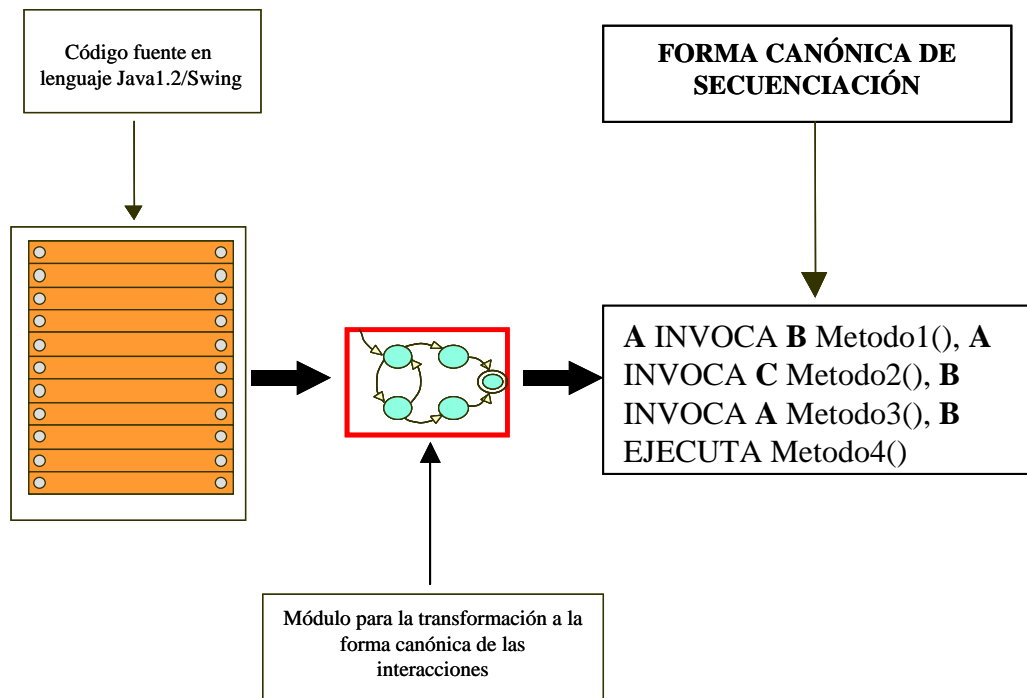 Código fuente en
lenguaje Java1.2/Swing
FORMA CANÓNICA DE
SECUENCIACIÓN
A INVOCA B Metodo1(), A
INVOCA C Metodo2(), B
INVOCA A Metodo3(), B
EJECUTA Metodo4()
Módulo para la transformación a la
forma canónica de las
interacciones